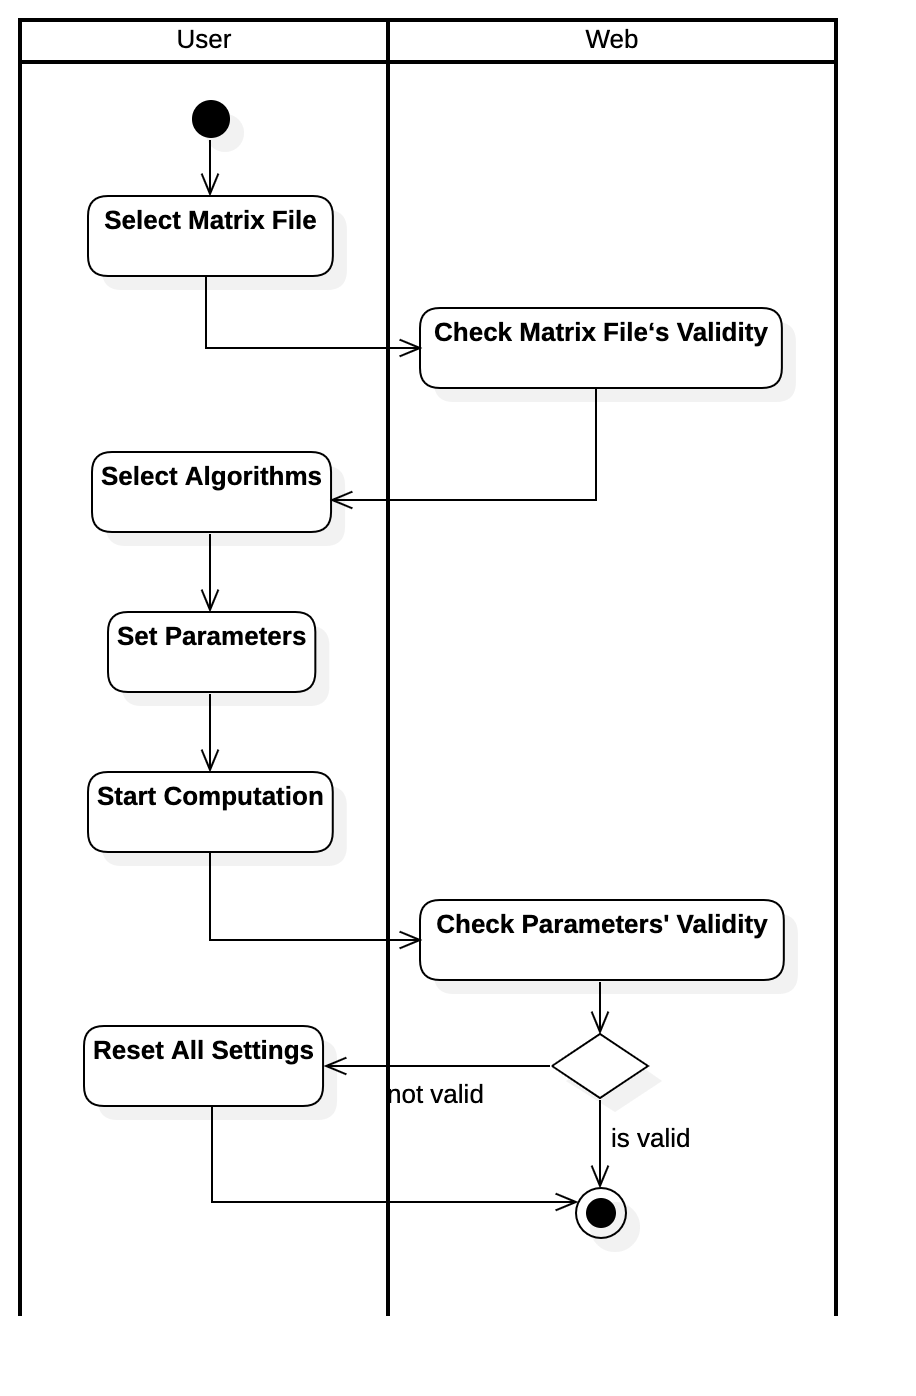 User
Web
Select Matrix File
Check Matrix File‘s Validity
Select Algorithms
Set Parameters
Start Computation
Check Parameters' Validity
Reset All Settings
not valid
is valid